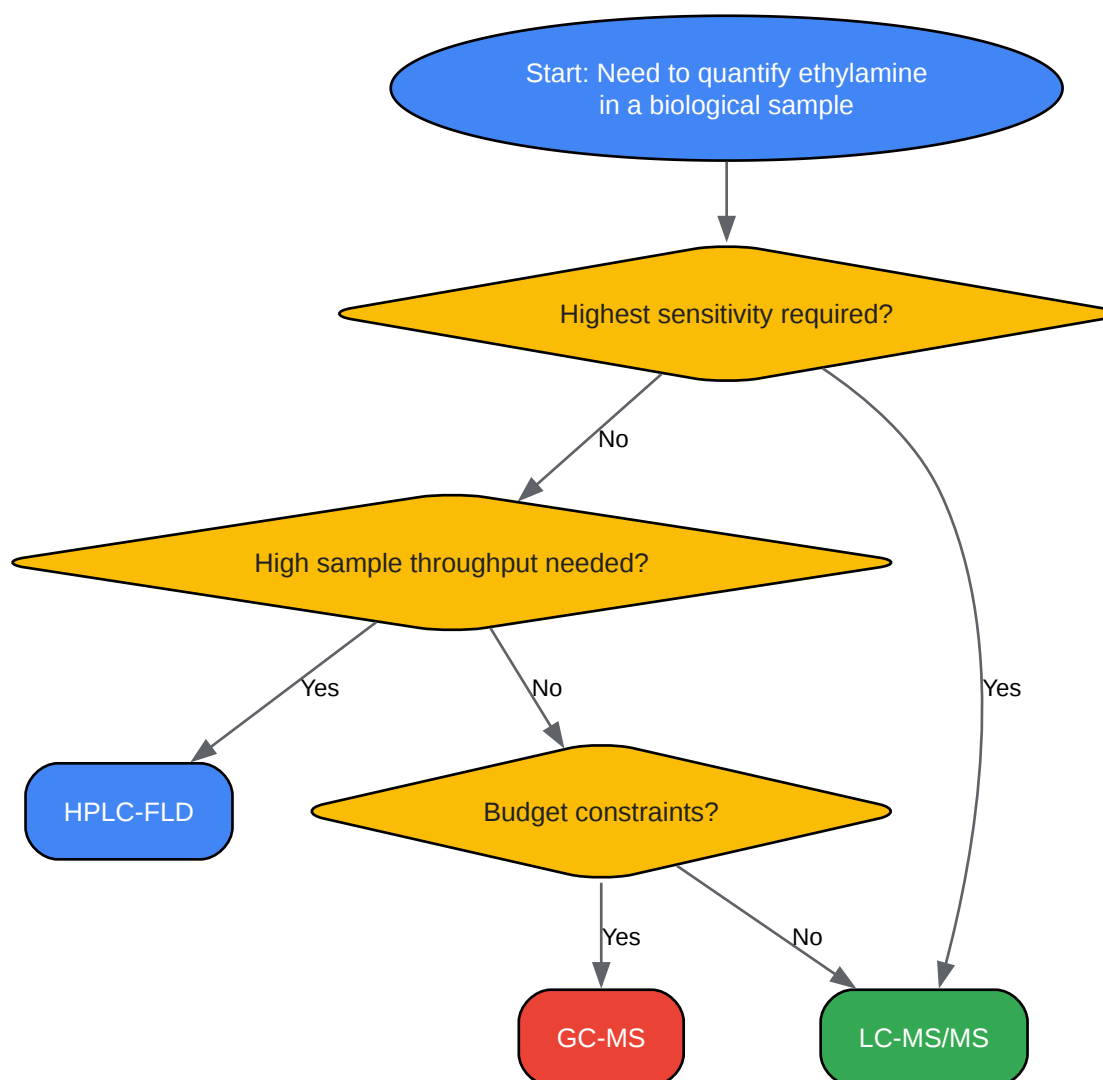 Start: Need to quantify ethylamine
in a biological sample
Highest sensitivity required?
No
High sample throughput needed?
Yes
No
Yes
HPLC-FLD
Budget constraints?
Yes
No
GC-MS
LC-MS/MS